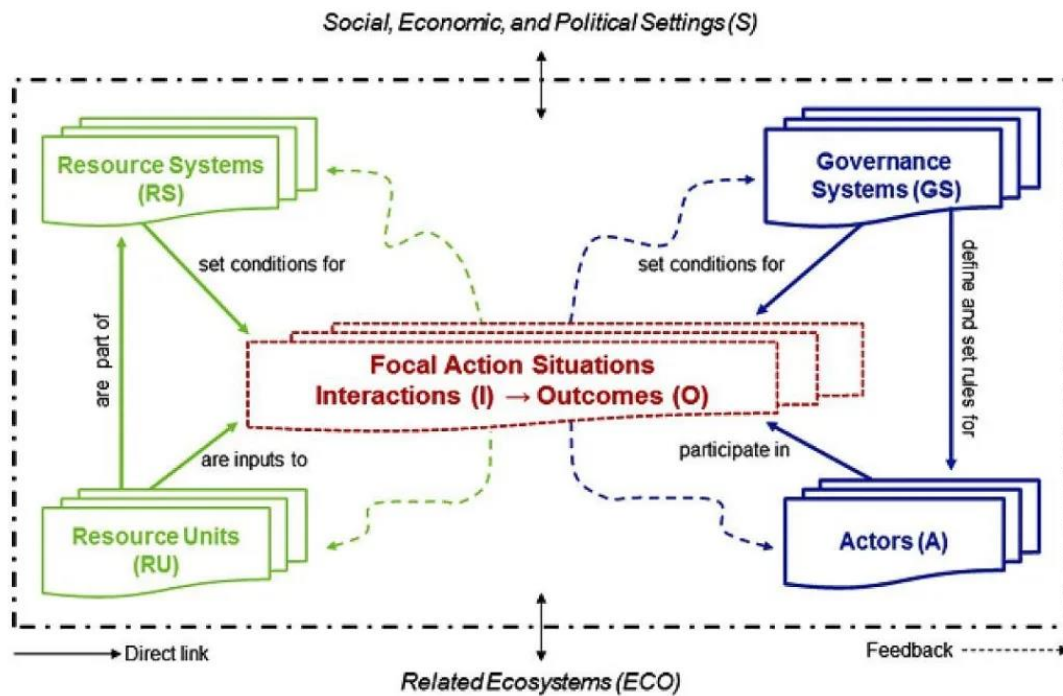 Social, Economic, and Political Settings (S)
Resource Systems
(RS)
Governance
Systems (GS)
set conditions for
set conditions for
are part of
define and set rules for
Focal Action Situations
Interactions (I) → Outcomes (O)
are inputs to
participate in
Resource Units
(RU)
Actors (A)
Direct link
Feedback
Related Ecosystems (ECO)